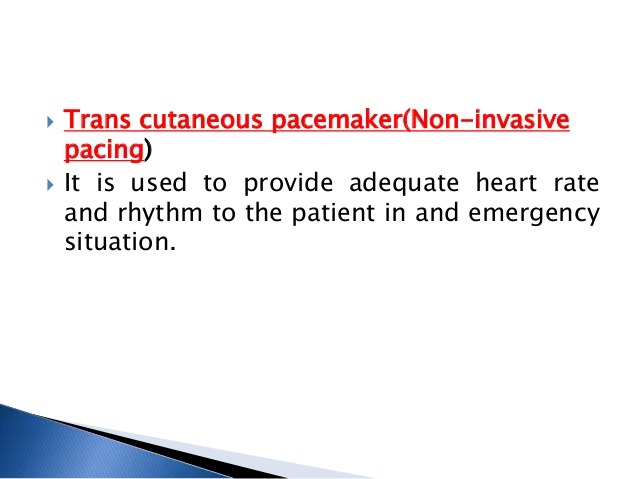 Trans cutaneous pacemaker(Non-invasive
pacing)
It is used to provide adequate heart rate
and rhythm to the patient in and emergency
situation.